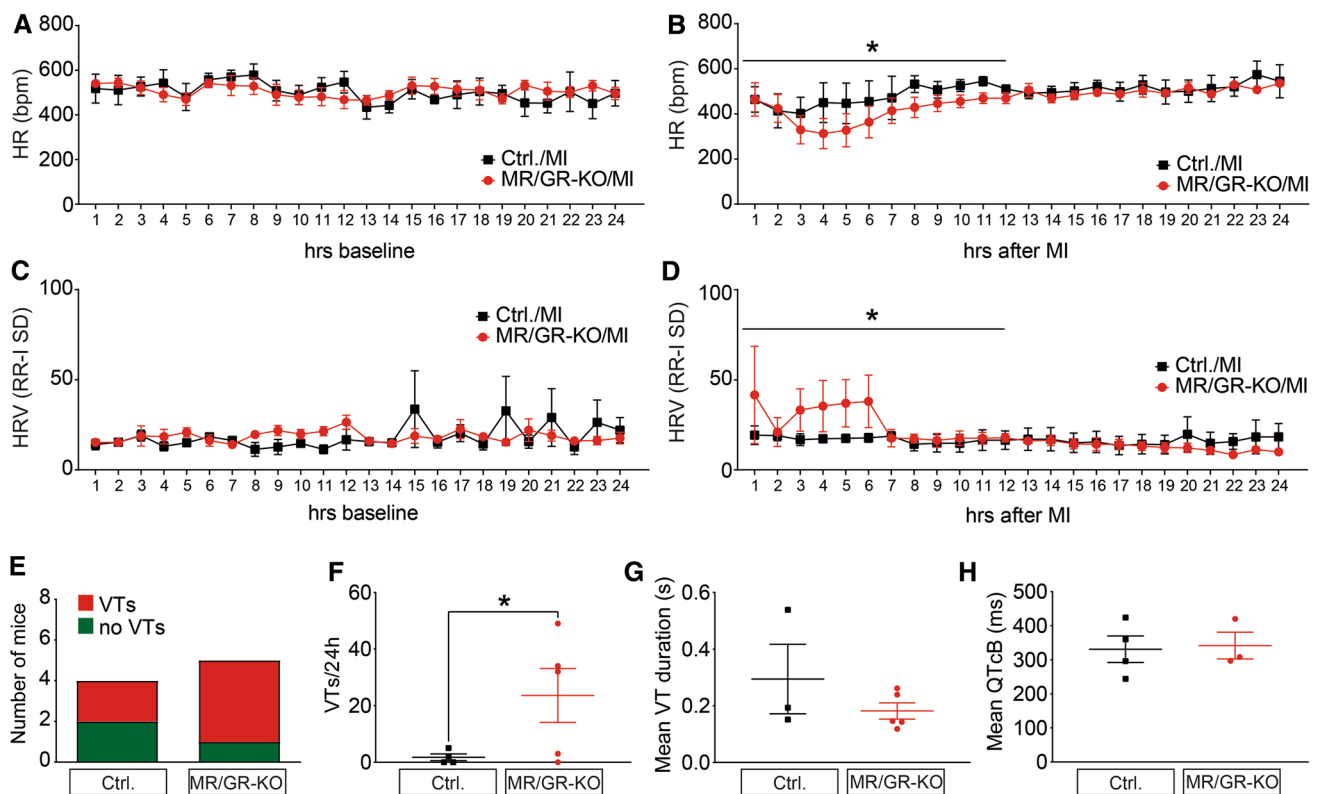 A
HR (bpm)
800
600
400
200
0
Ctrl./MI
MR/GR-KO/MI
1 2 3 4 5 6 7 8 9 10 11 12 13 14 15 16 17 18 19 20 21 22 23 24
hrs baseline
B
HR (bpm)
800
600
400
200
0
*
Ctrl./MI
MR/GR-KO/MI
1 2 3 4 5 6 7 8 9 10 11 12 13 14 15 16 17 18 19 20 21 22 23 24
hrs after MI
C
HRV (RR-I SD)
100
50
0
Ctrl./MI
MR/GR-KO/MI
1 2 3 4 5 6 7 8 9 10 11 12 13 14 15 16 17 18 19 20 21 22 23 24
hrs baseline
D
HRV (RR-I SD)
100
50
0
*
Ctrl./MI
MR/GR-KO/MI
1 2 3 4 5 6 7 8 9 10 11 12 13 14 15 16 17 18 19 20 21 22 23 24
hrs after MI
E
Number of mice
8
6
4
2
0
VTs
no VTs
Ctrl.
MR/GR-KO
F
VTs/24h
60
40
20
0
*
Ctrl.
MR/GR-KO
G
Mean VT duration (s)
0.6
0.4
0.2
0.0
Ctrl.
MR/GR-KO
H
Mean QTcB (ms)
500
400
300
200
100
0
Ctrl.
MR/GR-KO